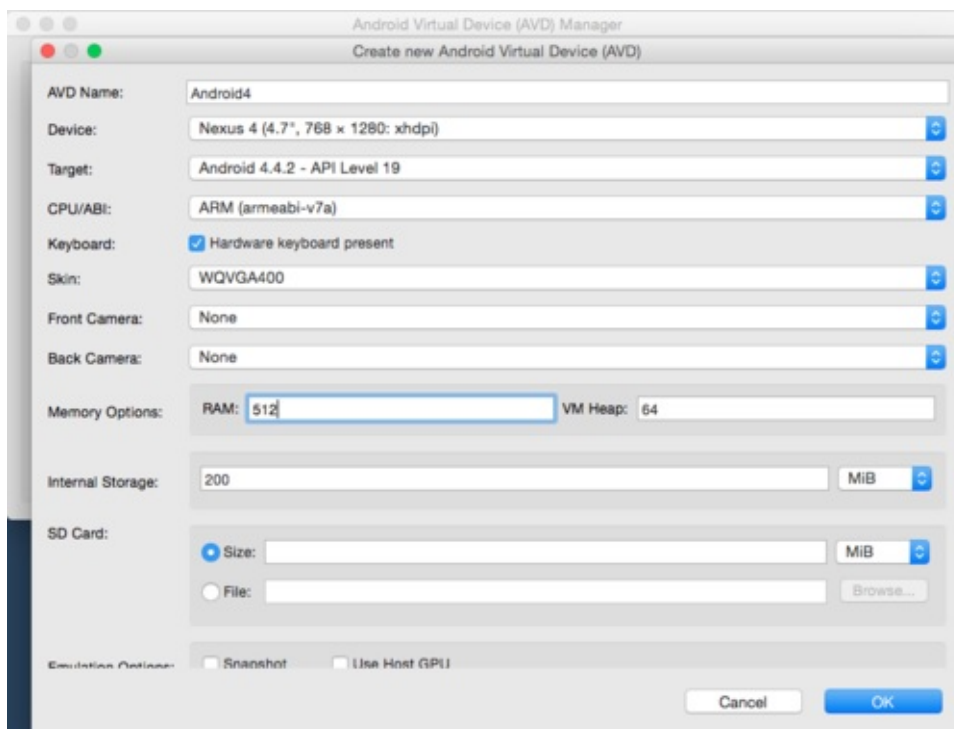 Android Virtual Device (AVD) Manager
Create new Android Virtual Device (AVD)
AVD Name: Android4
Device: Nexus 4 (4.7", 768 × 1280: xhdpi)
Target: Android 4.4.2 - API Level 19
CPU/ABI: ARM (armeabi-v7a)
Keyboard: Hardware keyboard present
Skin: WQVGA400
Front Camera: None
Back Camera: None
Memory Options: RAM: 512 VM Heap: 64
Internal Storage: 200 MiB
SD Card:
Size: MiB
File: Browse...
Emulation Options: Snapshot Use Host GPU
Cancel OK